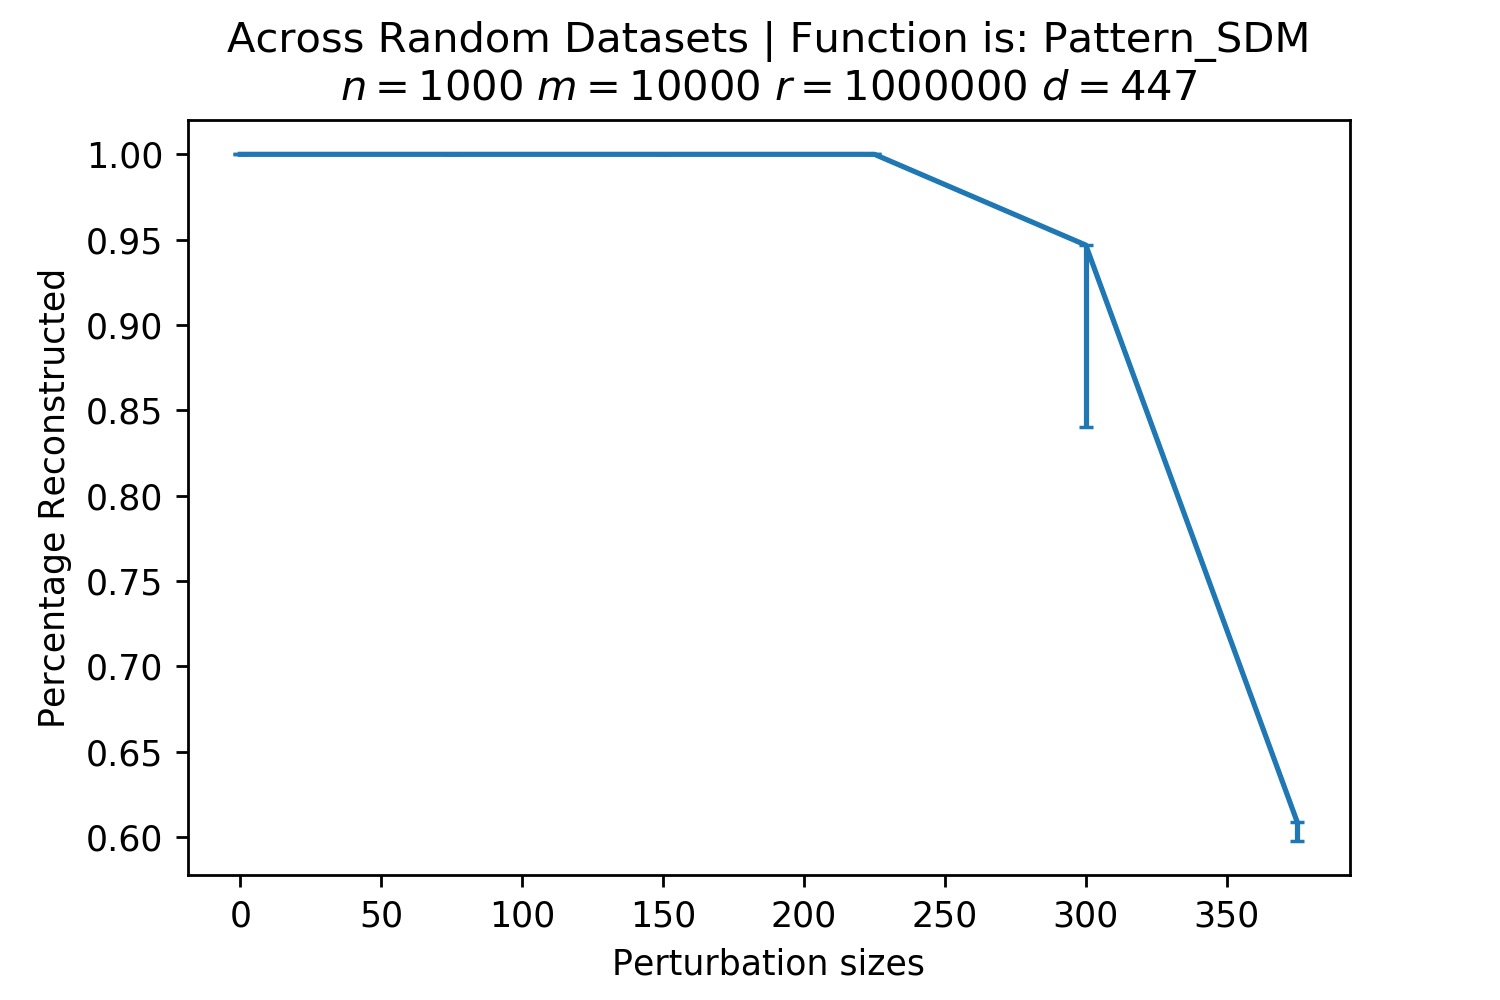 Across Random Datasets | Function is: Pattern_SDM
n = 1000 m = 10000 r = 1000000 d = 447
1.00
0.95
0.90
0.85
0.80
0.75
0.70
0.65
0.60
Percentage Reconstructed
0 50 100 150 200 250 300 350
Perturbation sizes